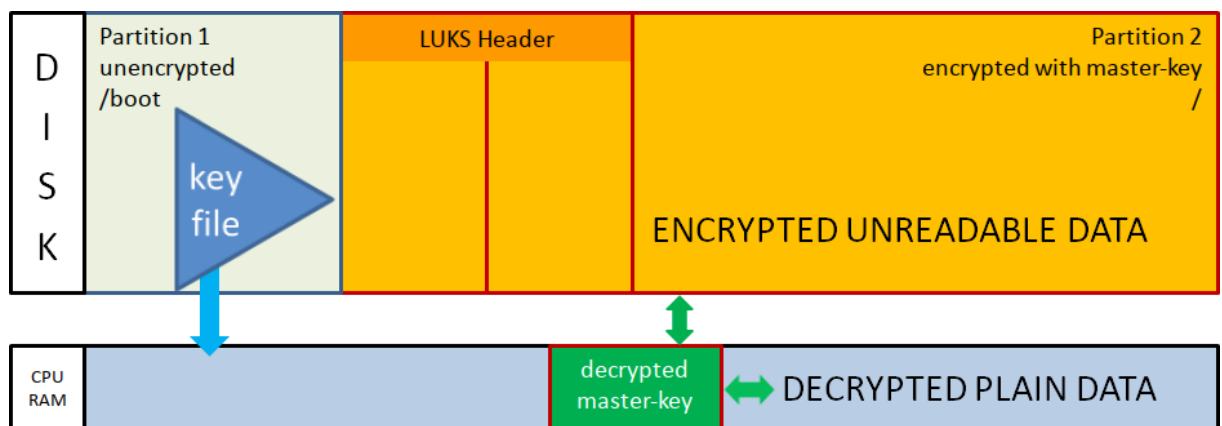 D
I
S
K
Partition 1
unencrypted
/boot
key
file
LUKS Header
Partition 2
encrypted with master-key
/
ENCRYPTED UNREADABLE DATA
CPU
RAM
decrypted
master-key
DECRYPTED PLAIN DATA